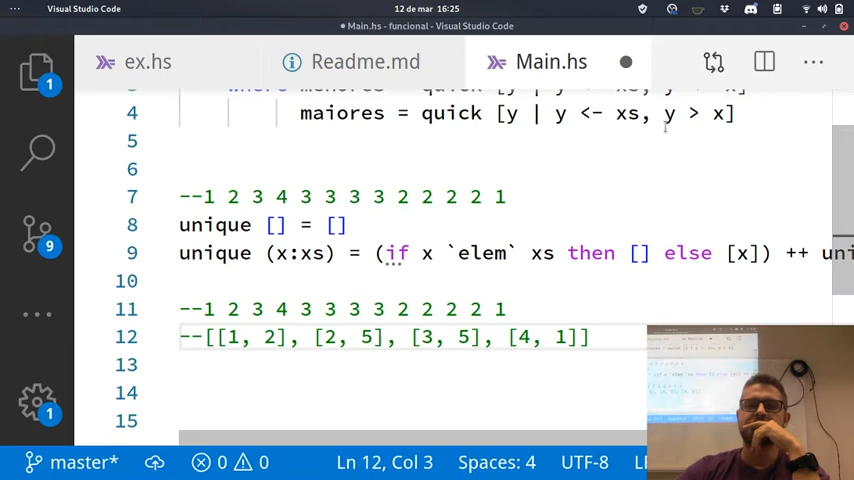 12 de mar 16:25
● Main.hs - funcional - Visual Studio Code
ex.hs Readme.md Main.hs
4 maiores = quick [y | y <- xs, y > x]
5
6
7 --1 2 3 4 3 3 3 3 2 2 2 2 1
8 unique [] = []
9 unique (x:xs) = (if x `elem` xs then [] else [x]) ++ uni
10
11 --1 2 3 4 3 3 3 3 2 2 2 2 1
12 --[[1, 2], [2, 5], [3, 5], [4, 1]]
13
14
15
1
9
1
master* 0 0 Ln 12, Col 3 Spaces: 4 UTF-8
Visual Studio Code